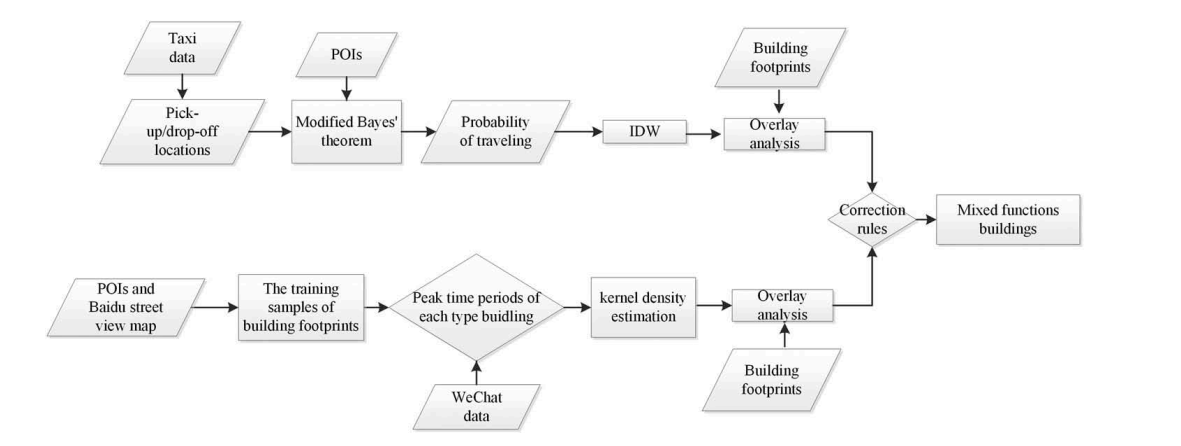 Taxi
data
POIs
Building
footprints
Pick-
up/drop-off
locations
Modified Bayes'
theorem
Probability
of traveling
IDW
Overlay
analysis
Correction
rules
Mixed functions
buildings
POIs and
Baidu street
view map
The training
samples of
building footprints
Peak time periods of
each type buidling
kernel density
estimation
Overlay
analysis
WeChat
data
Building
footprints